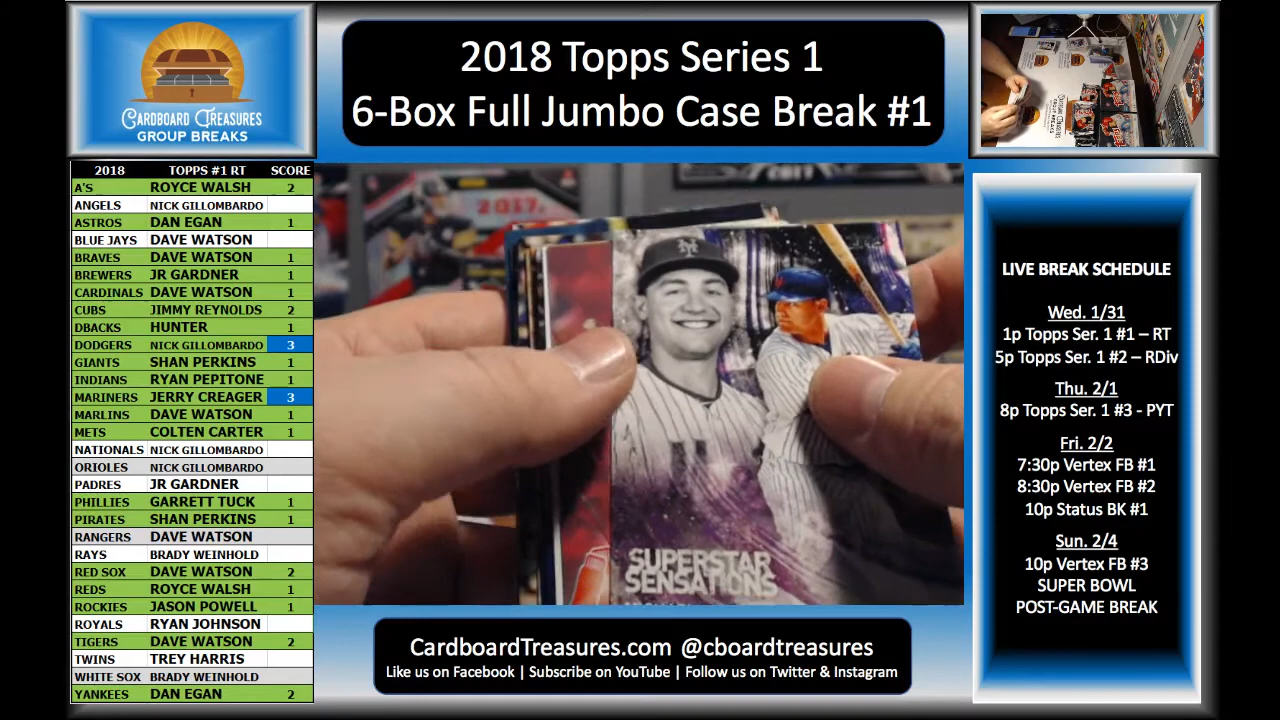 2018 Topps Series 1
6-Box Full Jumbo Case Break #1
CARDBOARD TREASURES
GROUP BREAKS
2018 TOPPS #1 RT SCORE
A'S ROYCE WALSH 2
ANGELS NICK GILLOMBARDO
ASTROS DAN EGAN 1
BLUE JAYS DAVE WATSON
BRAVES DAVE WATSON 1
BREWERS JR GARDNER 1
CARDINALS DAVE WATSON 1
CUBS JIMMY REYNOLDS 2
DBACKS HUNTER 1
DODGERS NICK GILLOMBARDO 3
GIANTS SHAN PERKINS 1
INDIANS RYAN PEPITONE 1
MARINERS JERRY CREAGER 3
MARLINS DAVE WATSON 1
METS COLTEN CARTER 1
NATIONALS NICK GILLOMBARDO
ORIOLES NICK GILLOMBARDO
PADRES JR GARDNER
PHILLIES GARRETT TUCK 1
PIRATES SHAN PERKINS 1
RANGERS DAVE WATSON
RAYS BRADY WEINHOLD
RED SOX DAVE WATSON 2
REDS ROYCE WALSH 1
ROCKIES JASON POWELL 1
ROYALS RYAN JOHNSON
TIGERS DAVE WATSON 2
TWINS TREY HARRIS
WHITE SOX BRADY WEINHOLD
YANKEES DAN EGAN 2
2017
SUPERSTAR
SENSATIONS
LIVE BREAK SCHEDULE
Wed. 1/31
1p Topps Ser. 1 #1 – RT
5p Topps Ser. 1 #2 – RDiv
Thu. 2/1
8p Topps Ser. 1 #3 - PYT
Fri. 2/2
7:30p Vertex FB #1
8:30p Vertex FB #2
10p Status BK #1
Sun. 2/4
10p Vertex FB #3
SUPER BOWL
POST-GAME BREAK
CardboardTreasures.com @cboardtreasures
Like us on Facebook | Subscribe on YouTube | Follow us on Twitter & Instagram